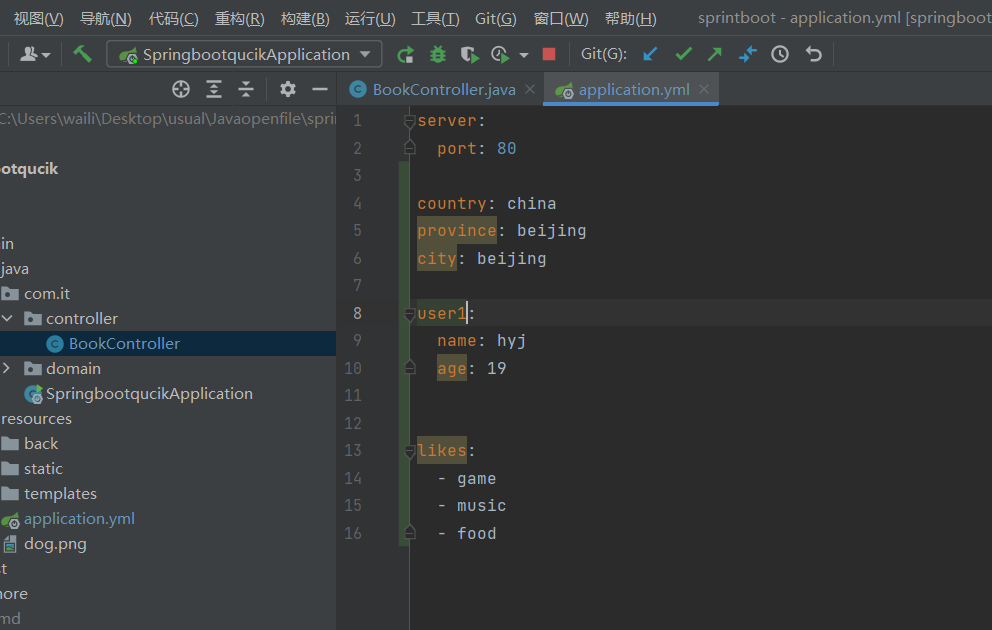 视图(V) 导航(N) 代码(C) 重构(R) 构建(B) 运行(U) 工具(T) Git(G) 窗口(W) 帮助(H) sprintboot - application.yml [springboot
SpringbootqucikApplication Git(G):
BookController.java application.yml
C:\Users\waili\Desktop\usual\Javaopenfile\spri
otqucik
in
java
com.it
controller
BookController
domain
SpringbootqucikApplication
resources
back
static
templates
application.yml
dog.png
st
nore
md
1 server:
2 port: 80
3
4 country: china
5 province: beijing
6 city: beijing
7
8 user1:
9 name: hyj
10 age: 19
11
12
13 likes:
14 - game
15 - music
16 - food